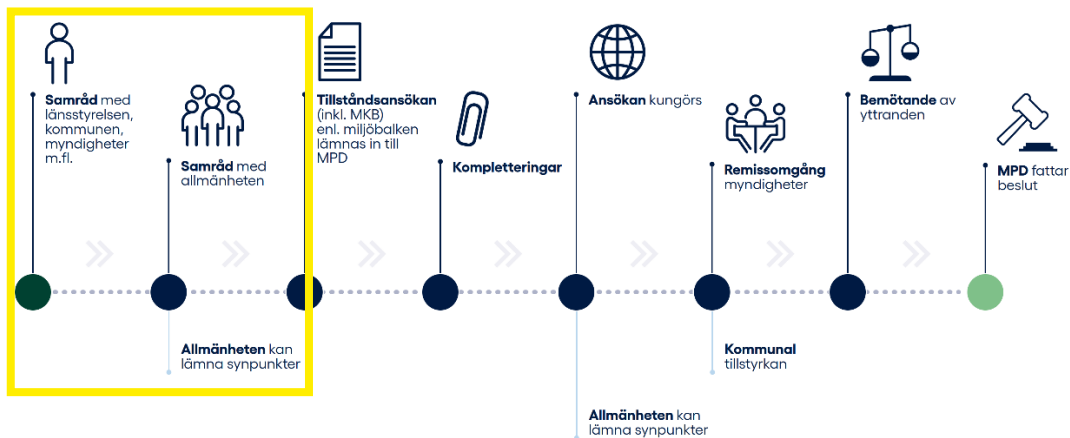 Samråd med
länsstyrelsen,
kommunen,
myndigheter
m.fl.
Samråd med
allmänheten
Allmänheten kan
lämna synpunkter
Tillståndsansökan
(inkl. MKB)
enl. miljöbalken
lämnas in till
MPD
Kompletteringar
Ansökan kungörs
Allmänheten kan
lämna synpunkter
Remissomgång
myndigheter
Kommunal
tillstyrkan
Bemötande av
yttranden
MPD fattar
beslut